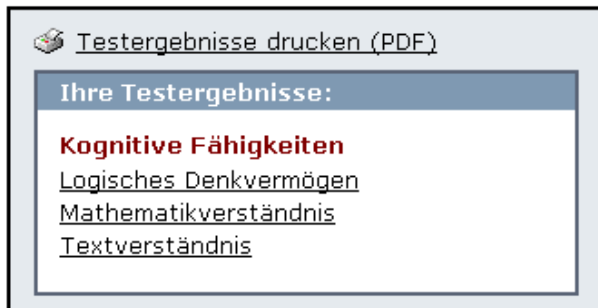 Testergebnisse drucken (PDF)
Ihre Testergebnisse:
Kognitive Fähigkeiten
Logisches Denkvermögen
Mathematikverständnis
Textverständnis